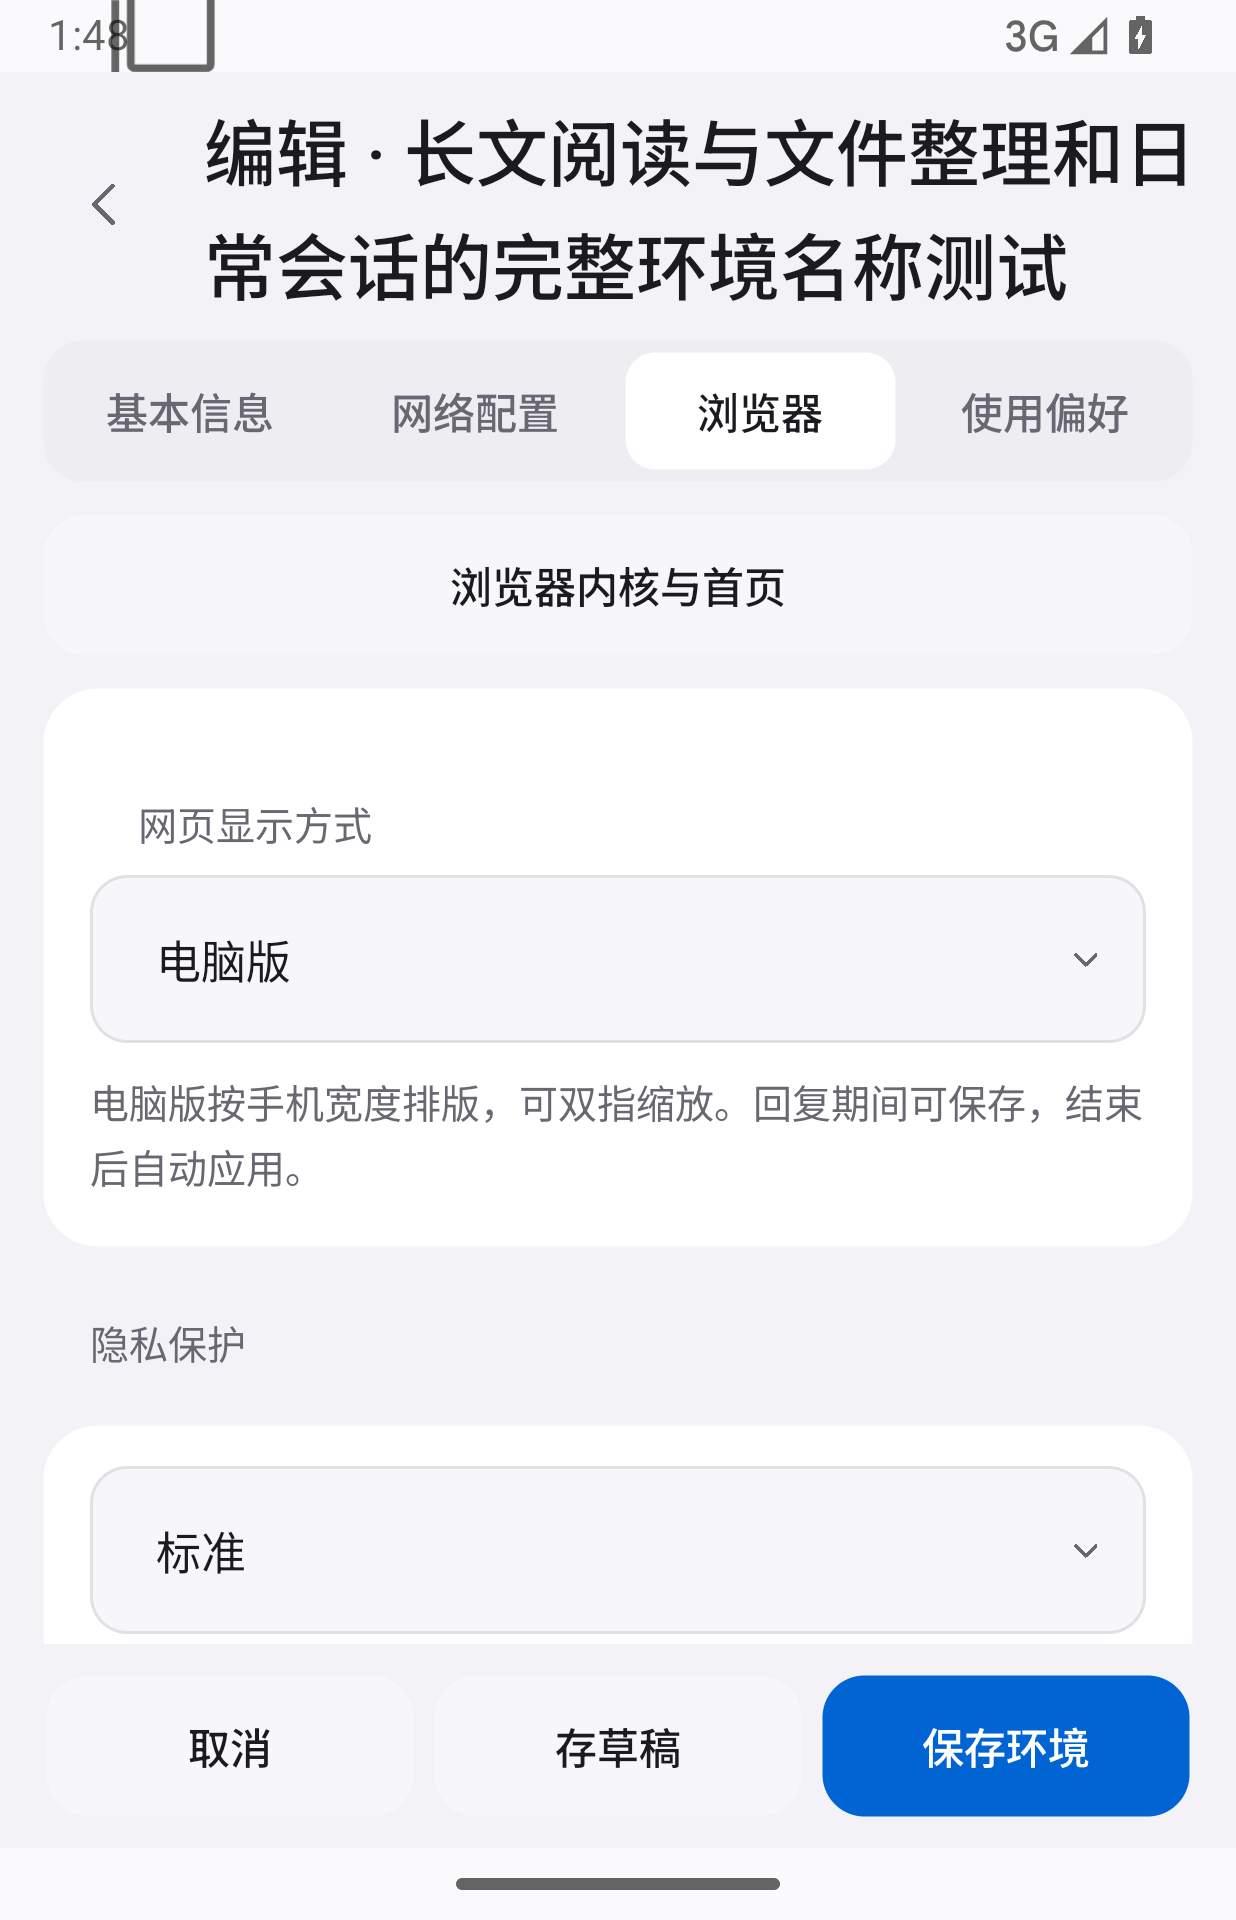 1:48
3G
编辑 · 长文阅读与文件整理和日
常会话的完整环境名称测试
基本信息 网络配置 浏览器 使用偏好
浏览器内核与首页
网页显示方式
电脑版
电脑版按手机宽度排版，可双指缩放。回复期间可保存，结束
后自动应用。
隐私保护
标准
取消 存草稿 保存环境